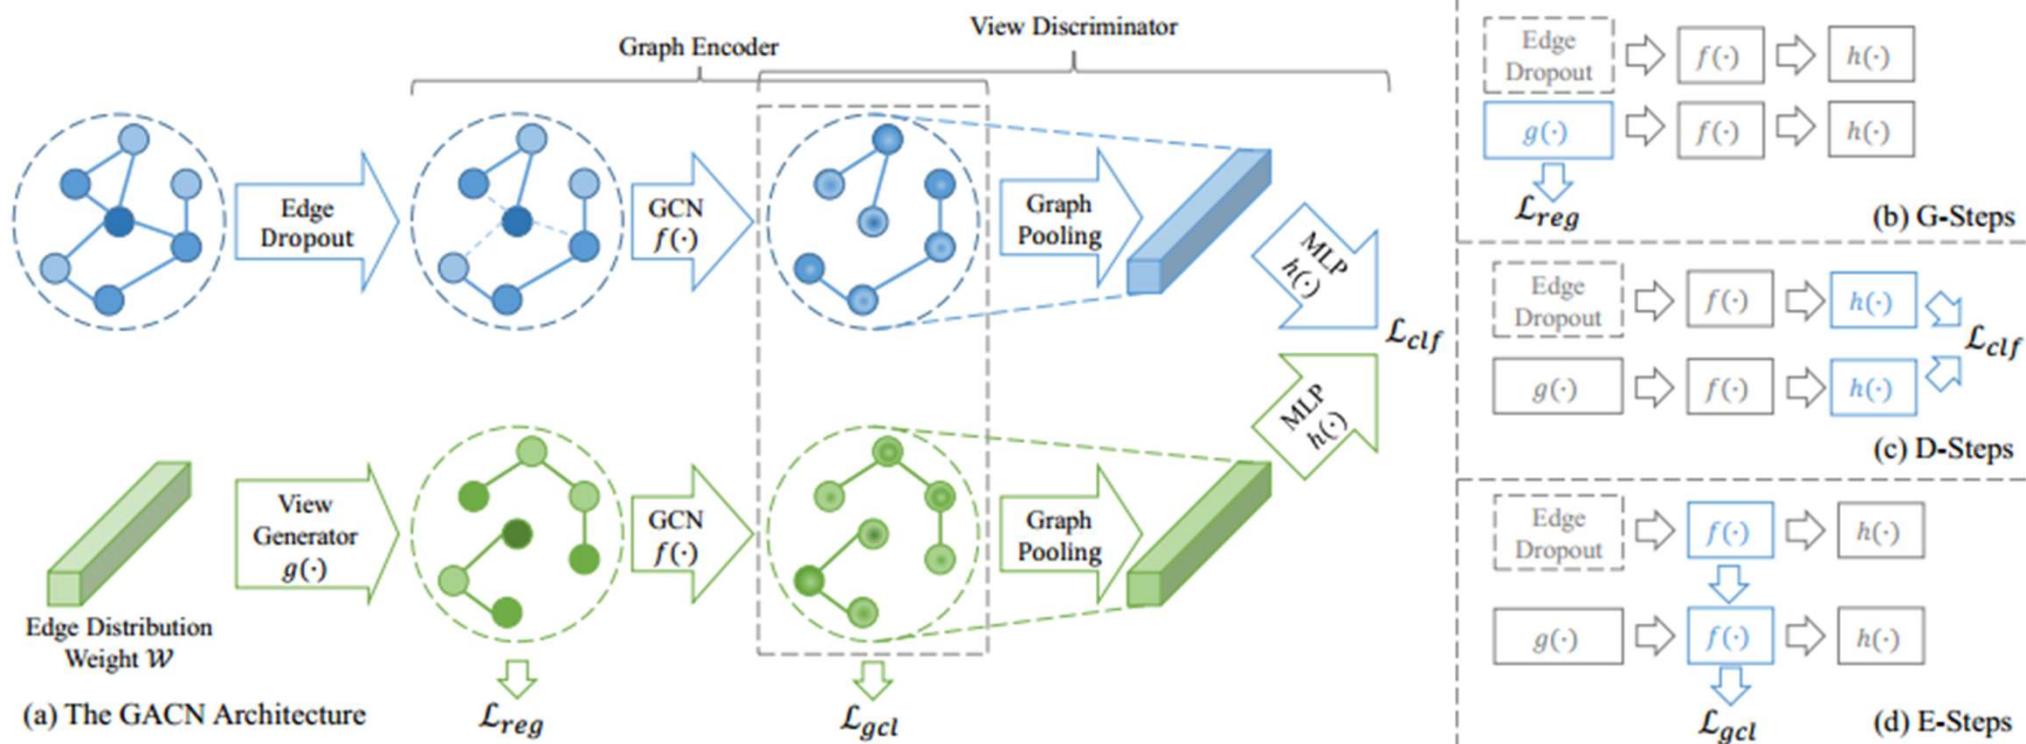 Graph Encoder
View Discriminator
Edge
Dropout
GCN
f(·)
Graph
Pooling
MLP
h(·)
ℒclf
MLP
h(·)
View
Generator
g(·)
GCN
f(·)
Graph
Pooling
Edge Distribution
Weight 𝒲
(a) The GACN Architecture
ℒreg
ℒgcl
Edge
Dropout
f(·)
h(·)
g(·)
f(·)
h(·)
ℒreg
(b) G-Steps
Edge
Dropout
f(·)
h(·)
ℒclf
g(·)
f(·)
h(·)
(c) D-Steps
Edge
Dropout
f(·)
h(·)
g(·)
f(·)
h(·)
ℒgcl
(d) E-Steps